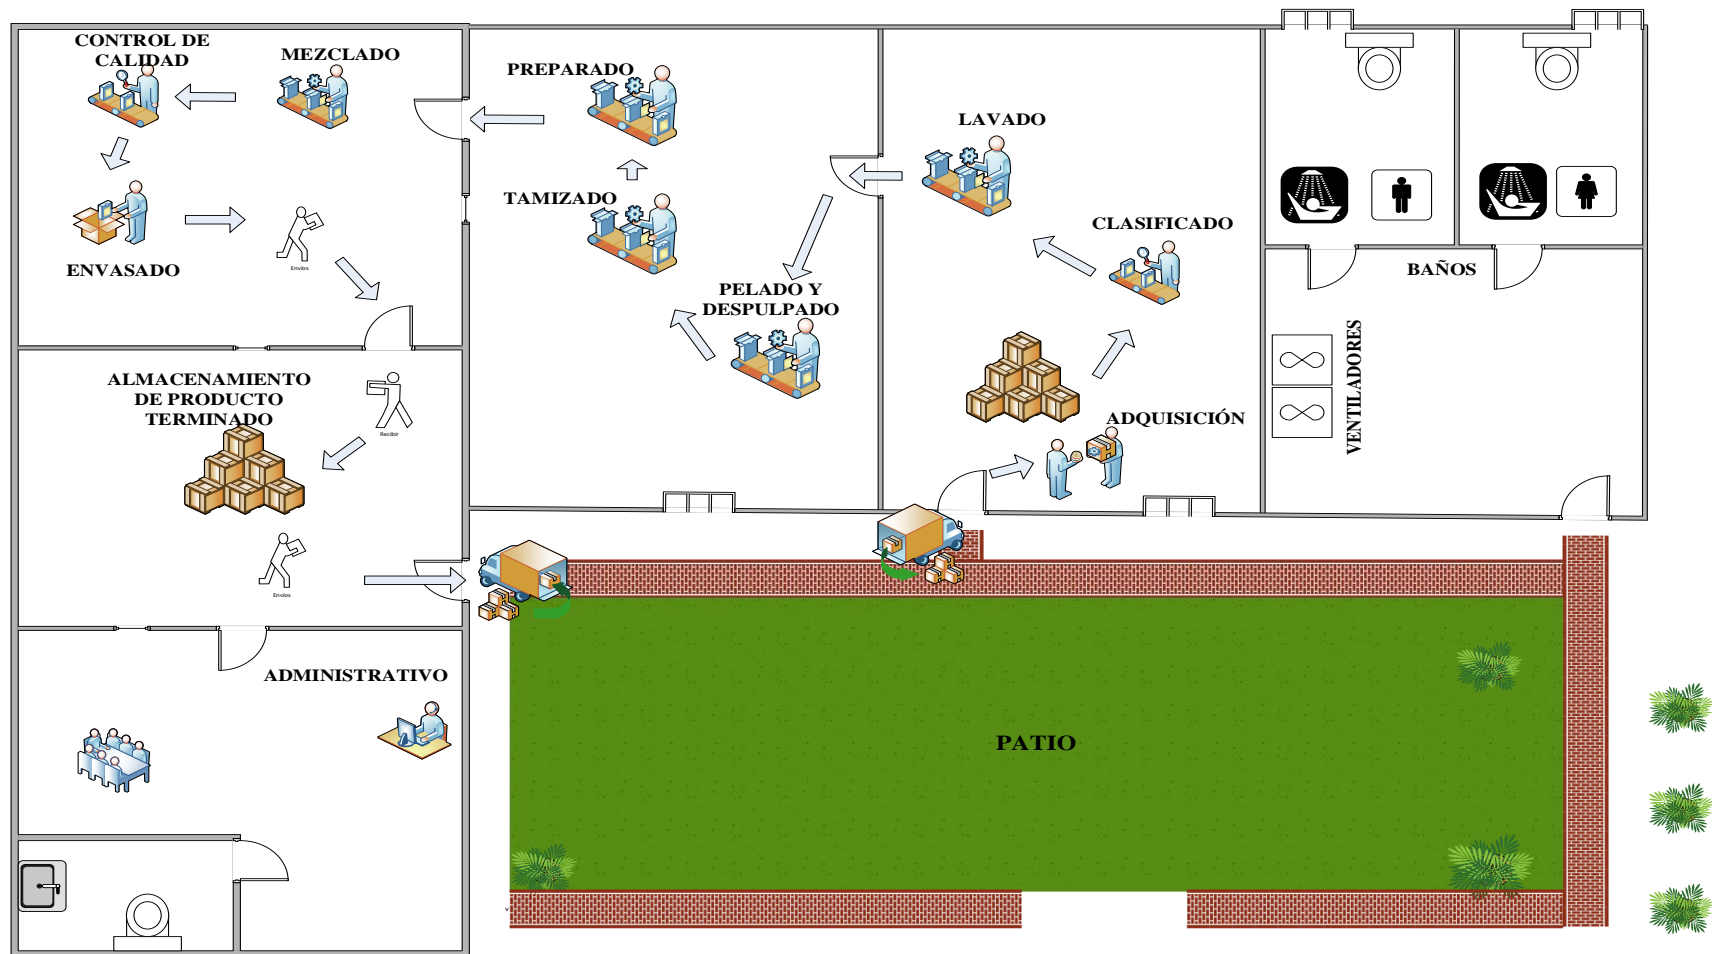 CONTROL DE
CALIDAD
MEZCLADO
PREPARADO
LAVADO
TAMIZADO
CLASIFICADO
ENVASADO
Envíos
BAÑOS
PELADO Y
DESPULPADO
VENTILADORES
ALMACENAMIENTO
DE PRODUCTO
TERMINADO
Recibir
ADQUISICIÓN
Envíos
ADMINISTRATIVO
PATIO
v